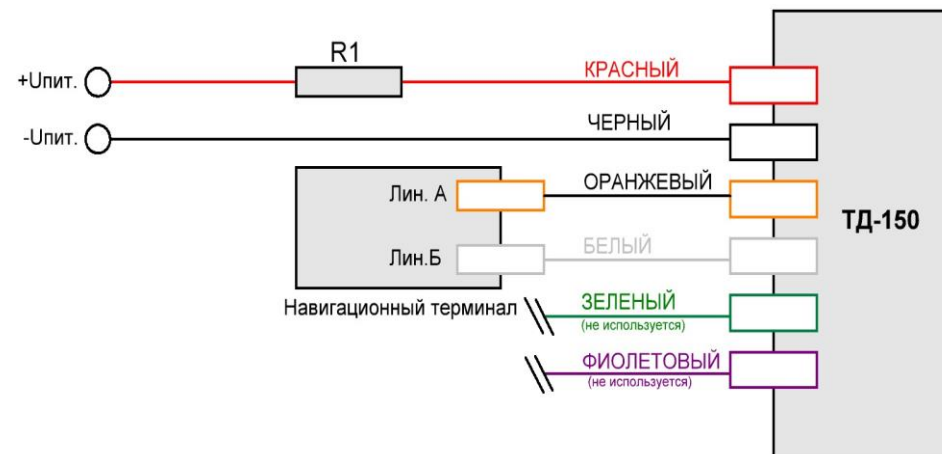 R1
+Uпит.
КРАСНЫЙ
-Uпит.
ЧЕРНЫЙ
Лин. А
ОРАНЖЕВЫЙ
ТД-150
Лин.Б
БЕЛЫЙ
Навигационный терминал
ЗЕЛЕНЫЙ
(не используется)
ФИОЛЕТОВЫЙ
(не используется)